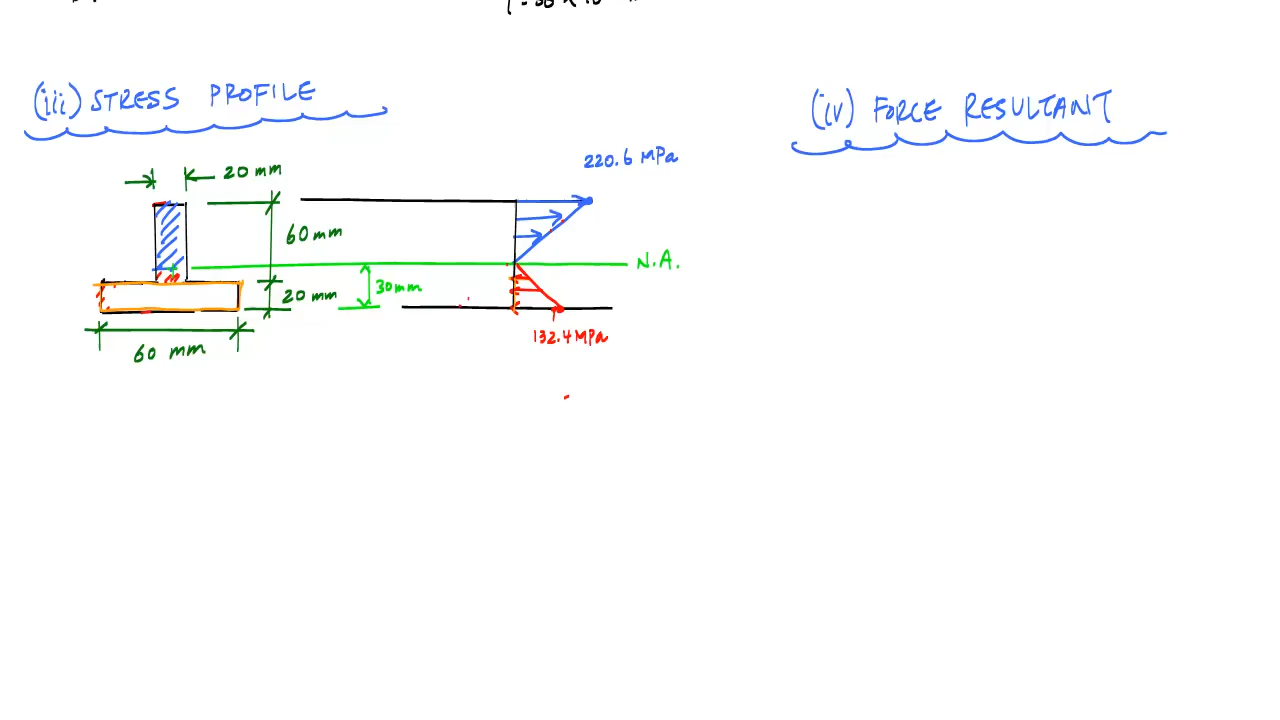 (iii) STRESS PROFILE
(iv) FORCE RESULTANT
220.6 MPa
20 mm
60 mm
N.A.
30mm
20 mm
132.4 MPa
60 mm